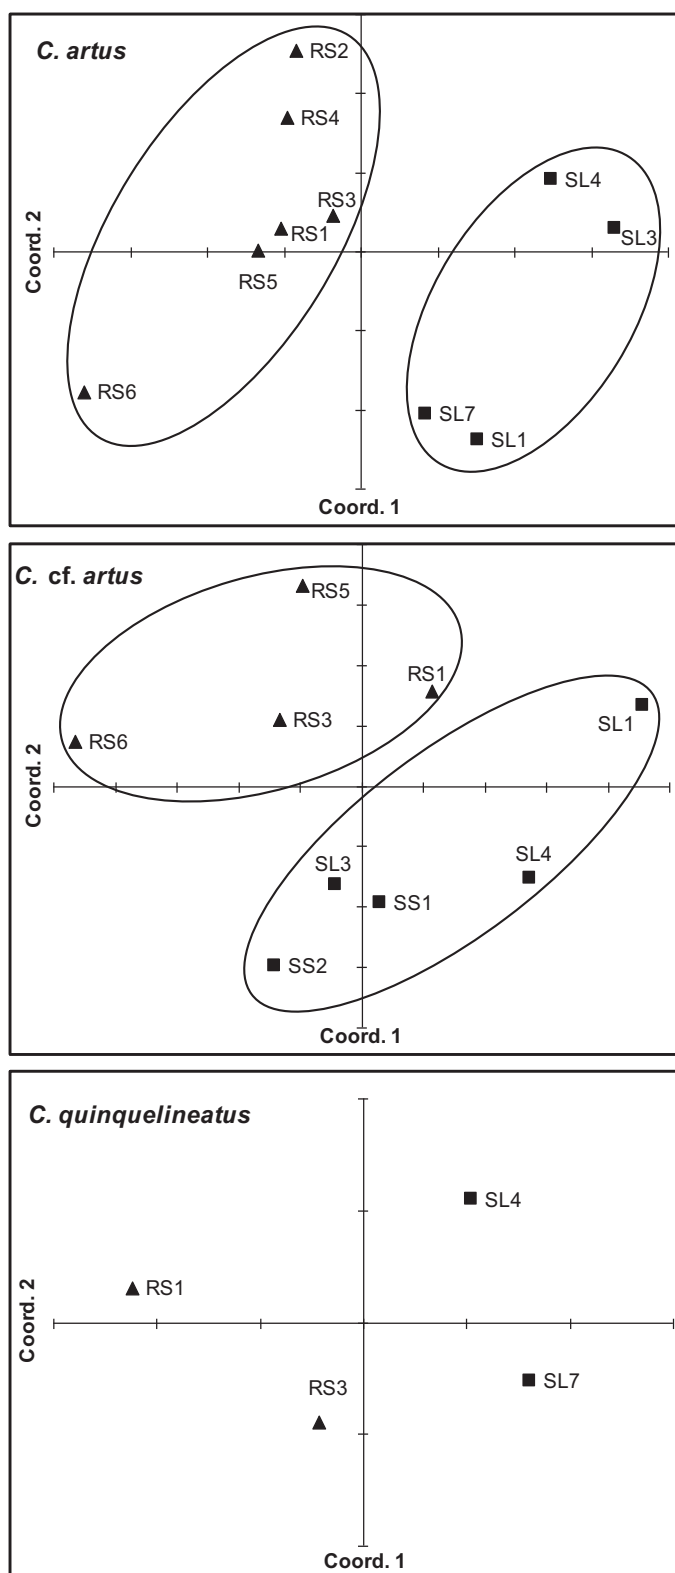 C. artus
RS2
RS4
RS3
RS1
RS5
RS6
SL4
SL3
SL7
SL1
Coord. 2
Coord. 1
C. cf. artus
RS5
RS1
RS3
RS6
SL1
SL3
SL4
SS1
SS2
Coord. 2
Coord. 1
C. quinquelineatus
SL4
RS1
RS3
SL7
Coord. 2
Coord. 1